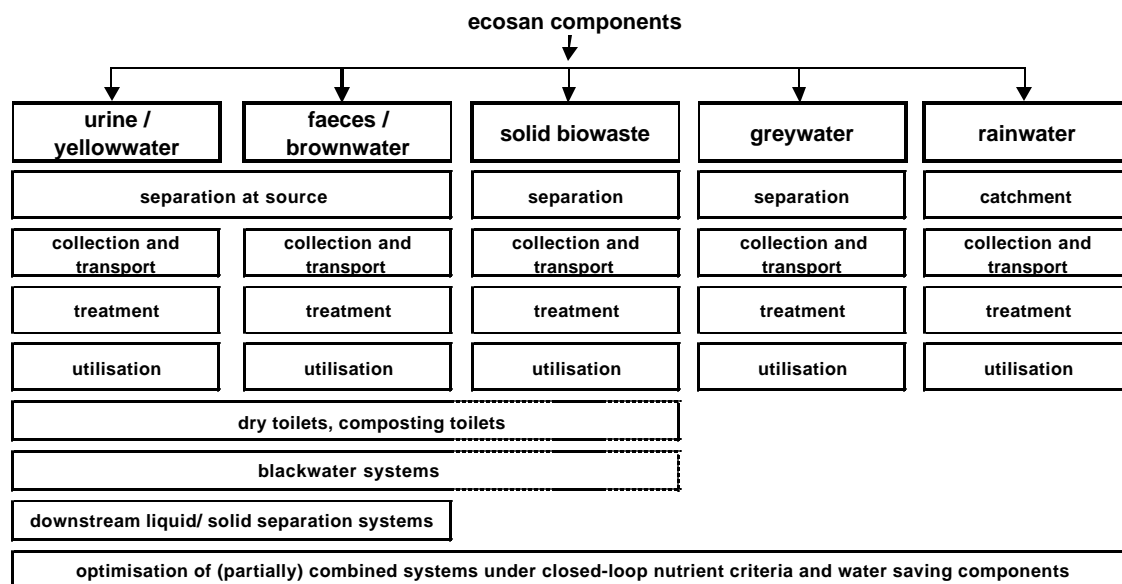 ecosan components
urine /
yellowwater
faeces /
brownwater
solid biowaste
greywater
rainwater
separation at source
separation
separation
catchment
collection and
transport
collection and
transport
collection and
transport
collection and
transport
collection and
transport
treatment
treatment
treatment
treatment
treatment
utilisation
utilisation
utilisation
utilisation
utilisation
dry toilets, composting toilets
blackwater systems
downstream liquid/ solid separation systems
optimisation of (partially) combined systems under closed-loop nutrient criteria and water saving components